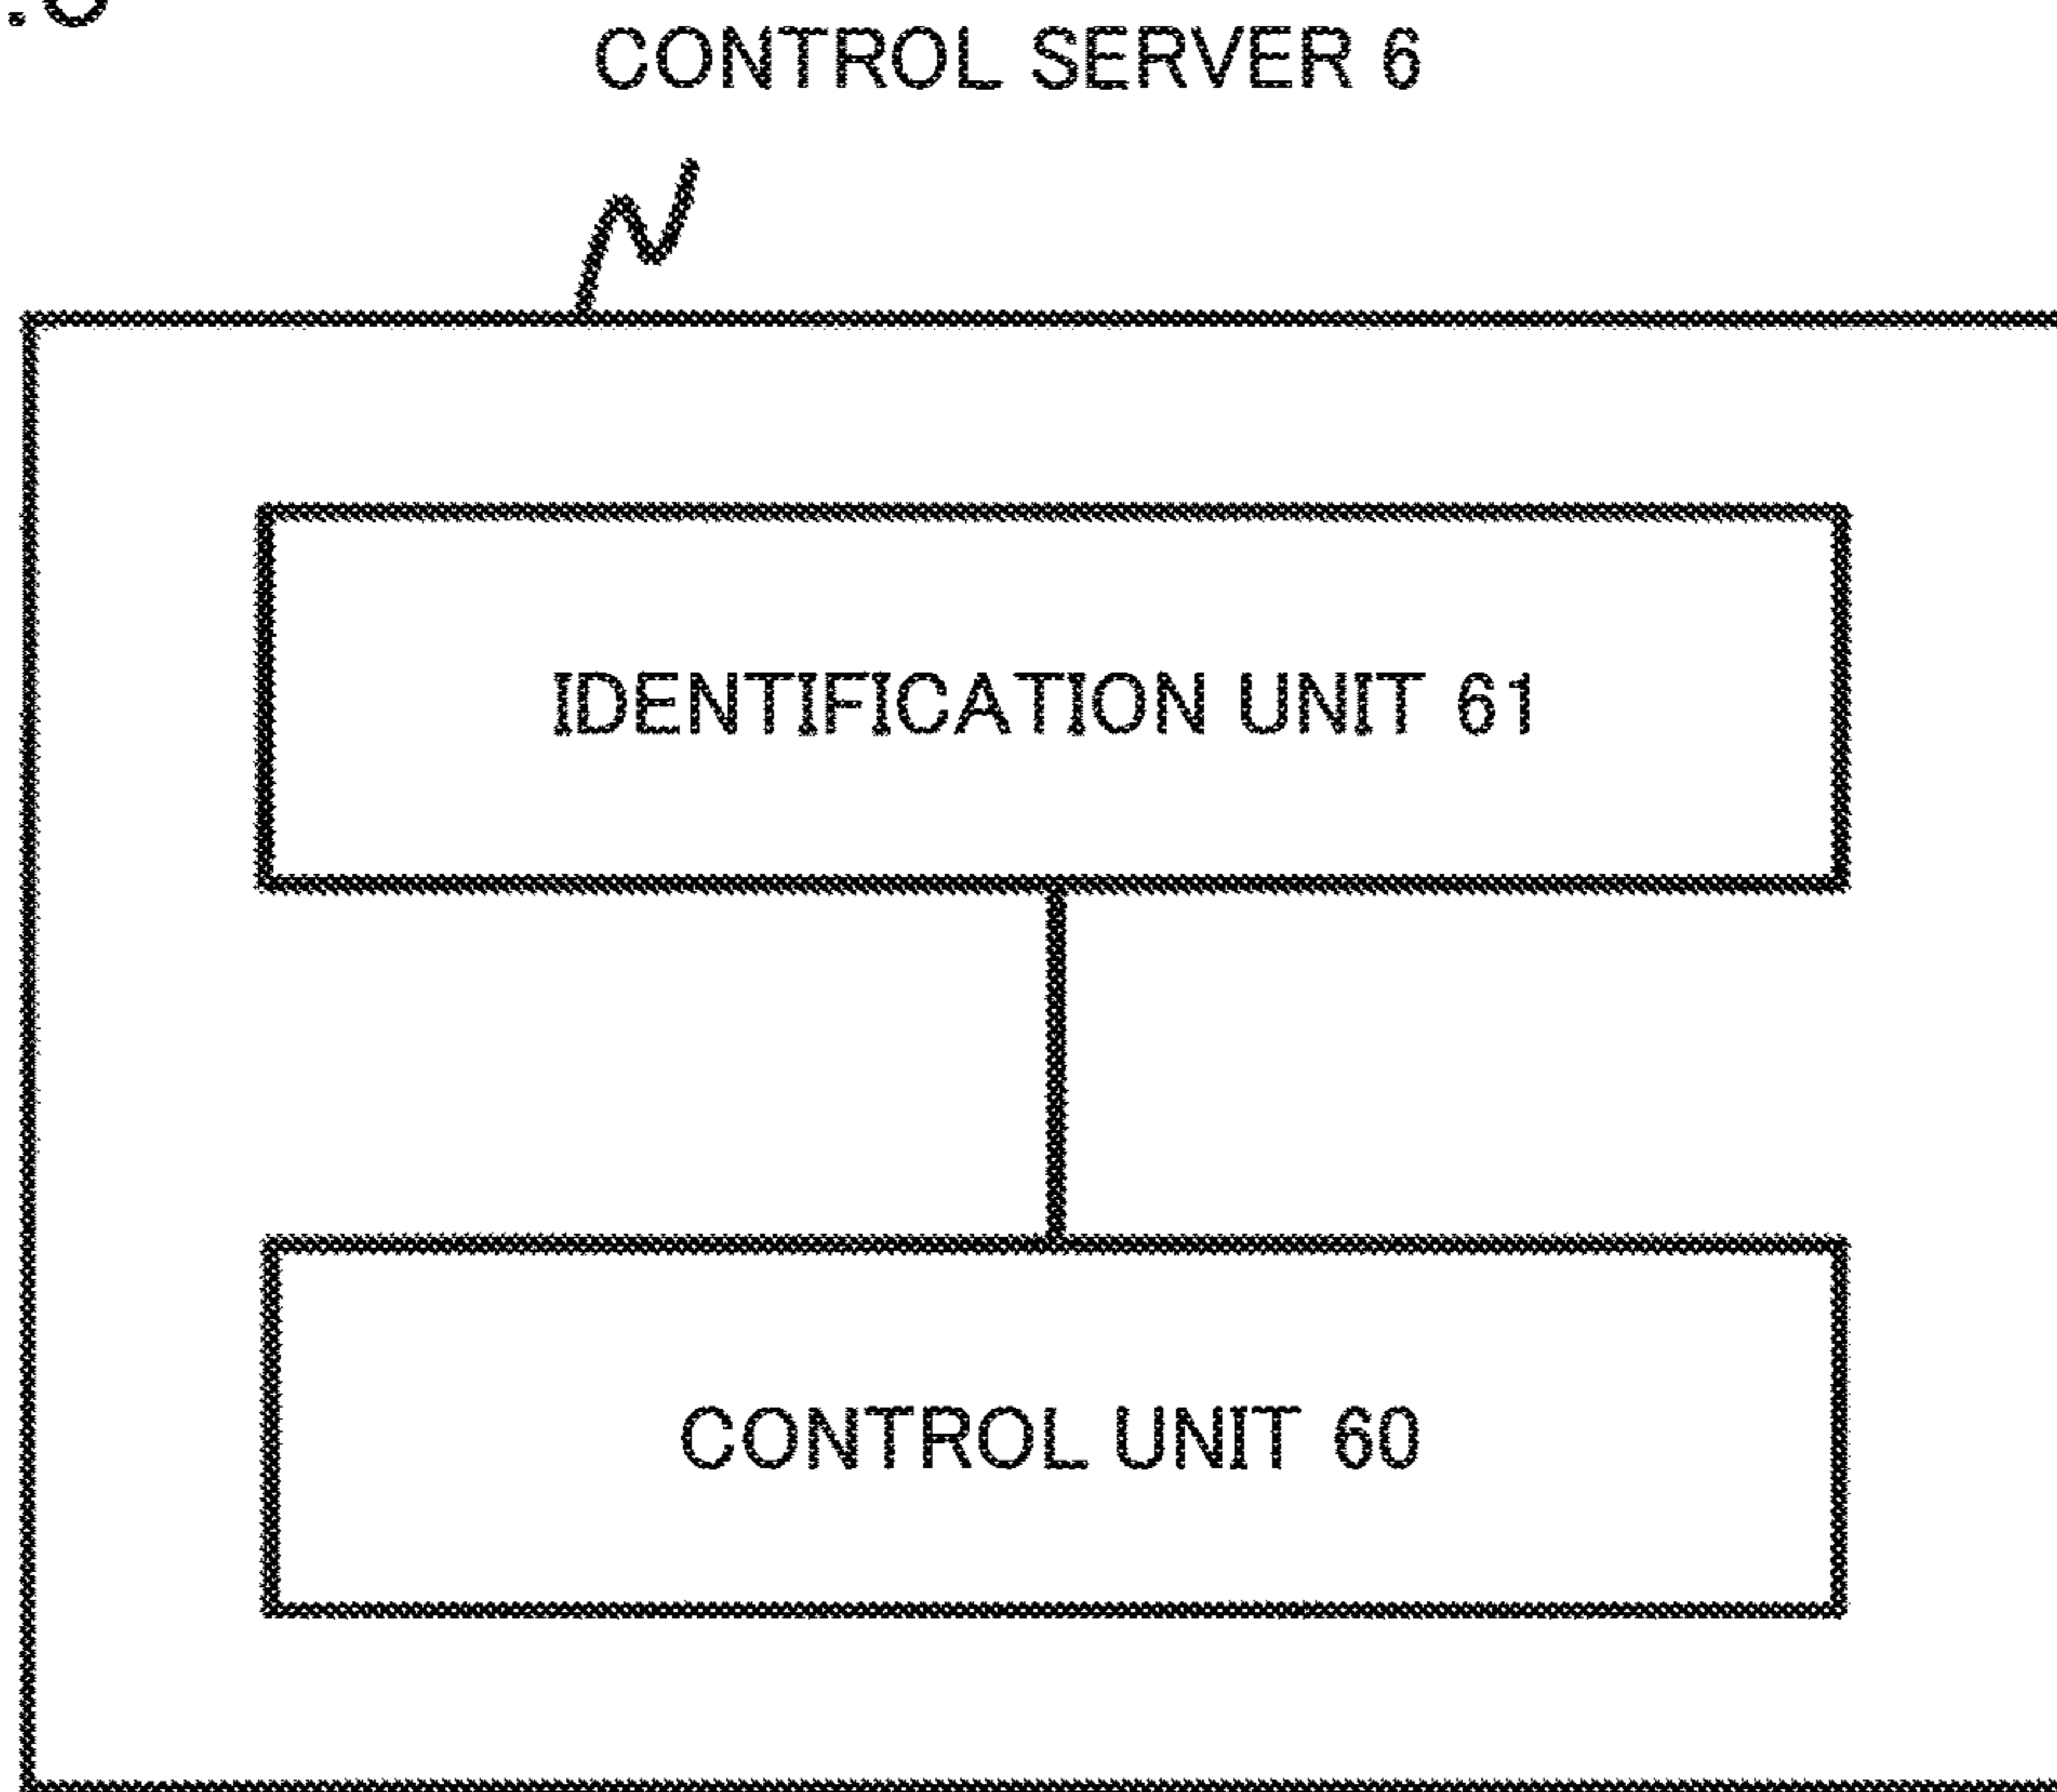 CONTROL SERVER 6
IDENTIFICATION UNIT 61
CONTROL UNIT 60